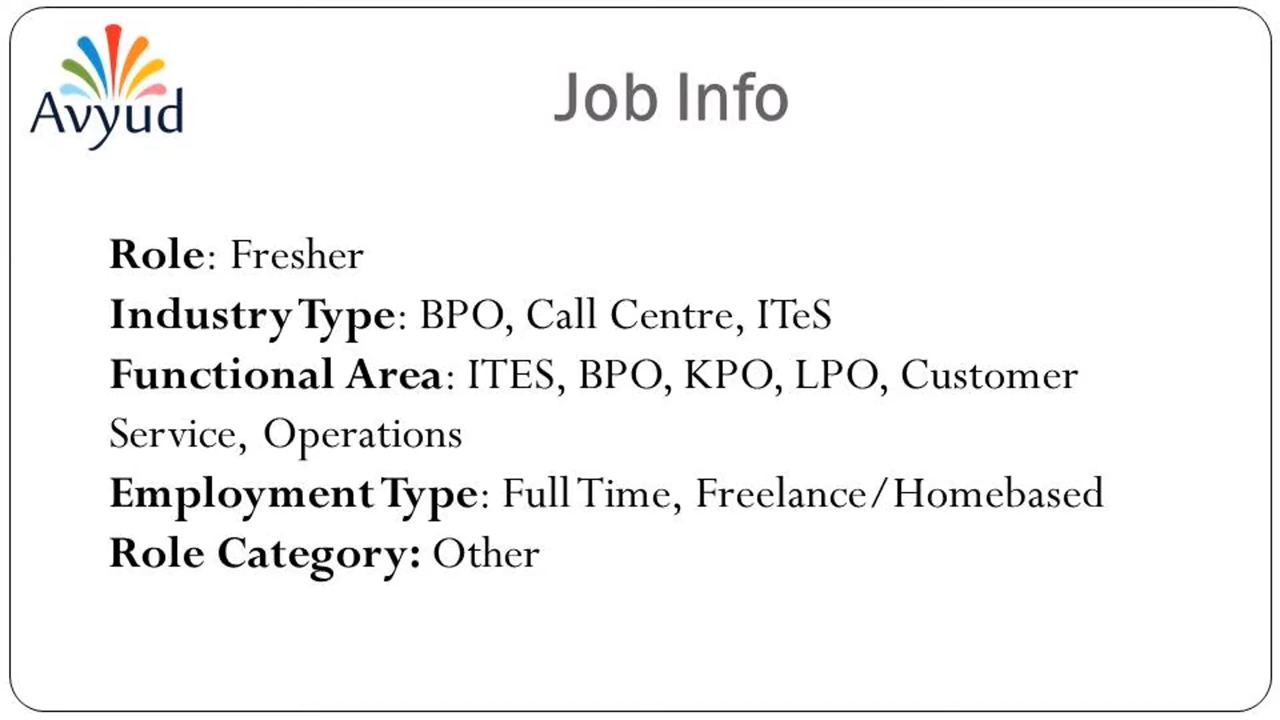 Avyud
Job Info
Role: Fresher
Industry Type: BPO, Call Centre, ITeS
Functional Area: ITES, BPO, KPO, LPO, Customer
Service, Operations
Employment Type: Full Time, Freelance/Homebased
Role Category: Other